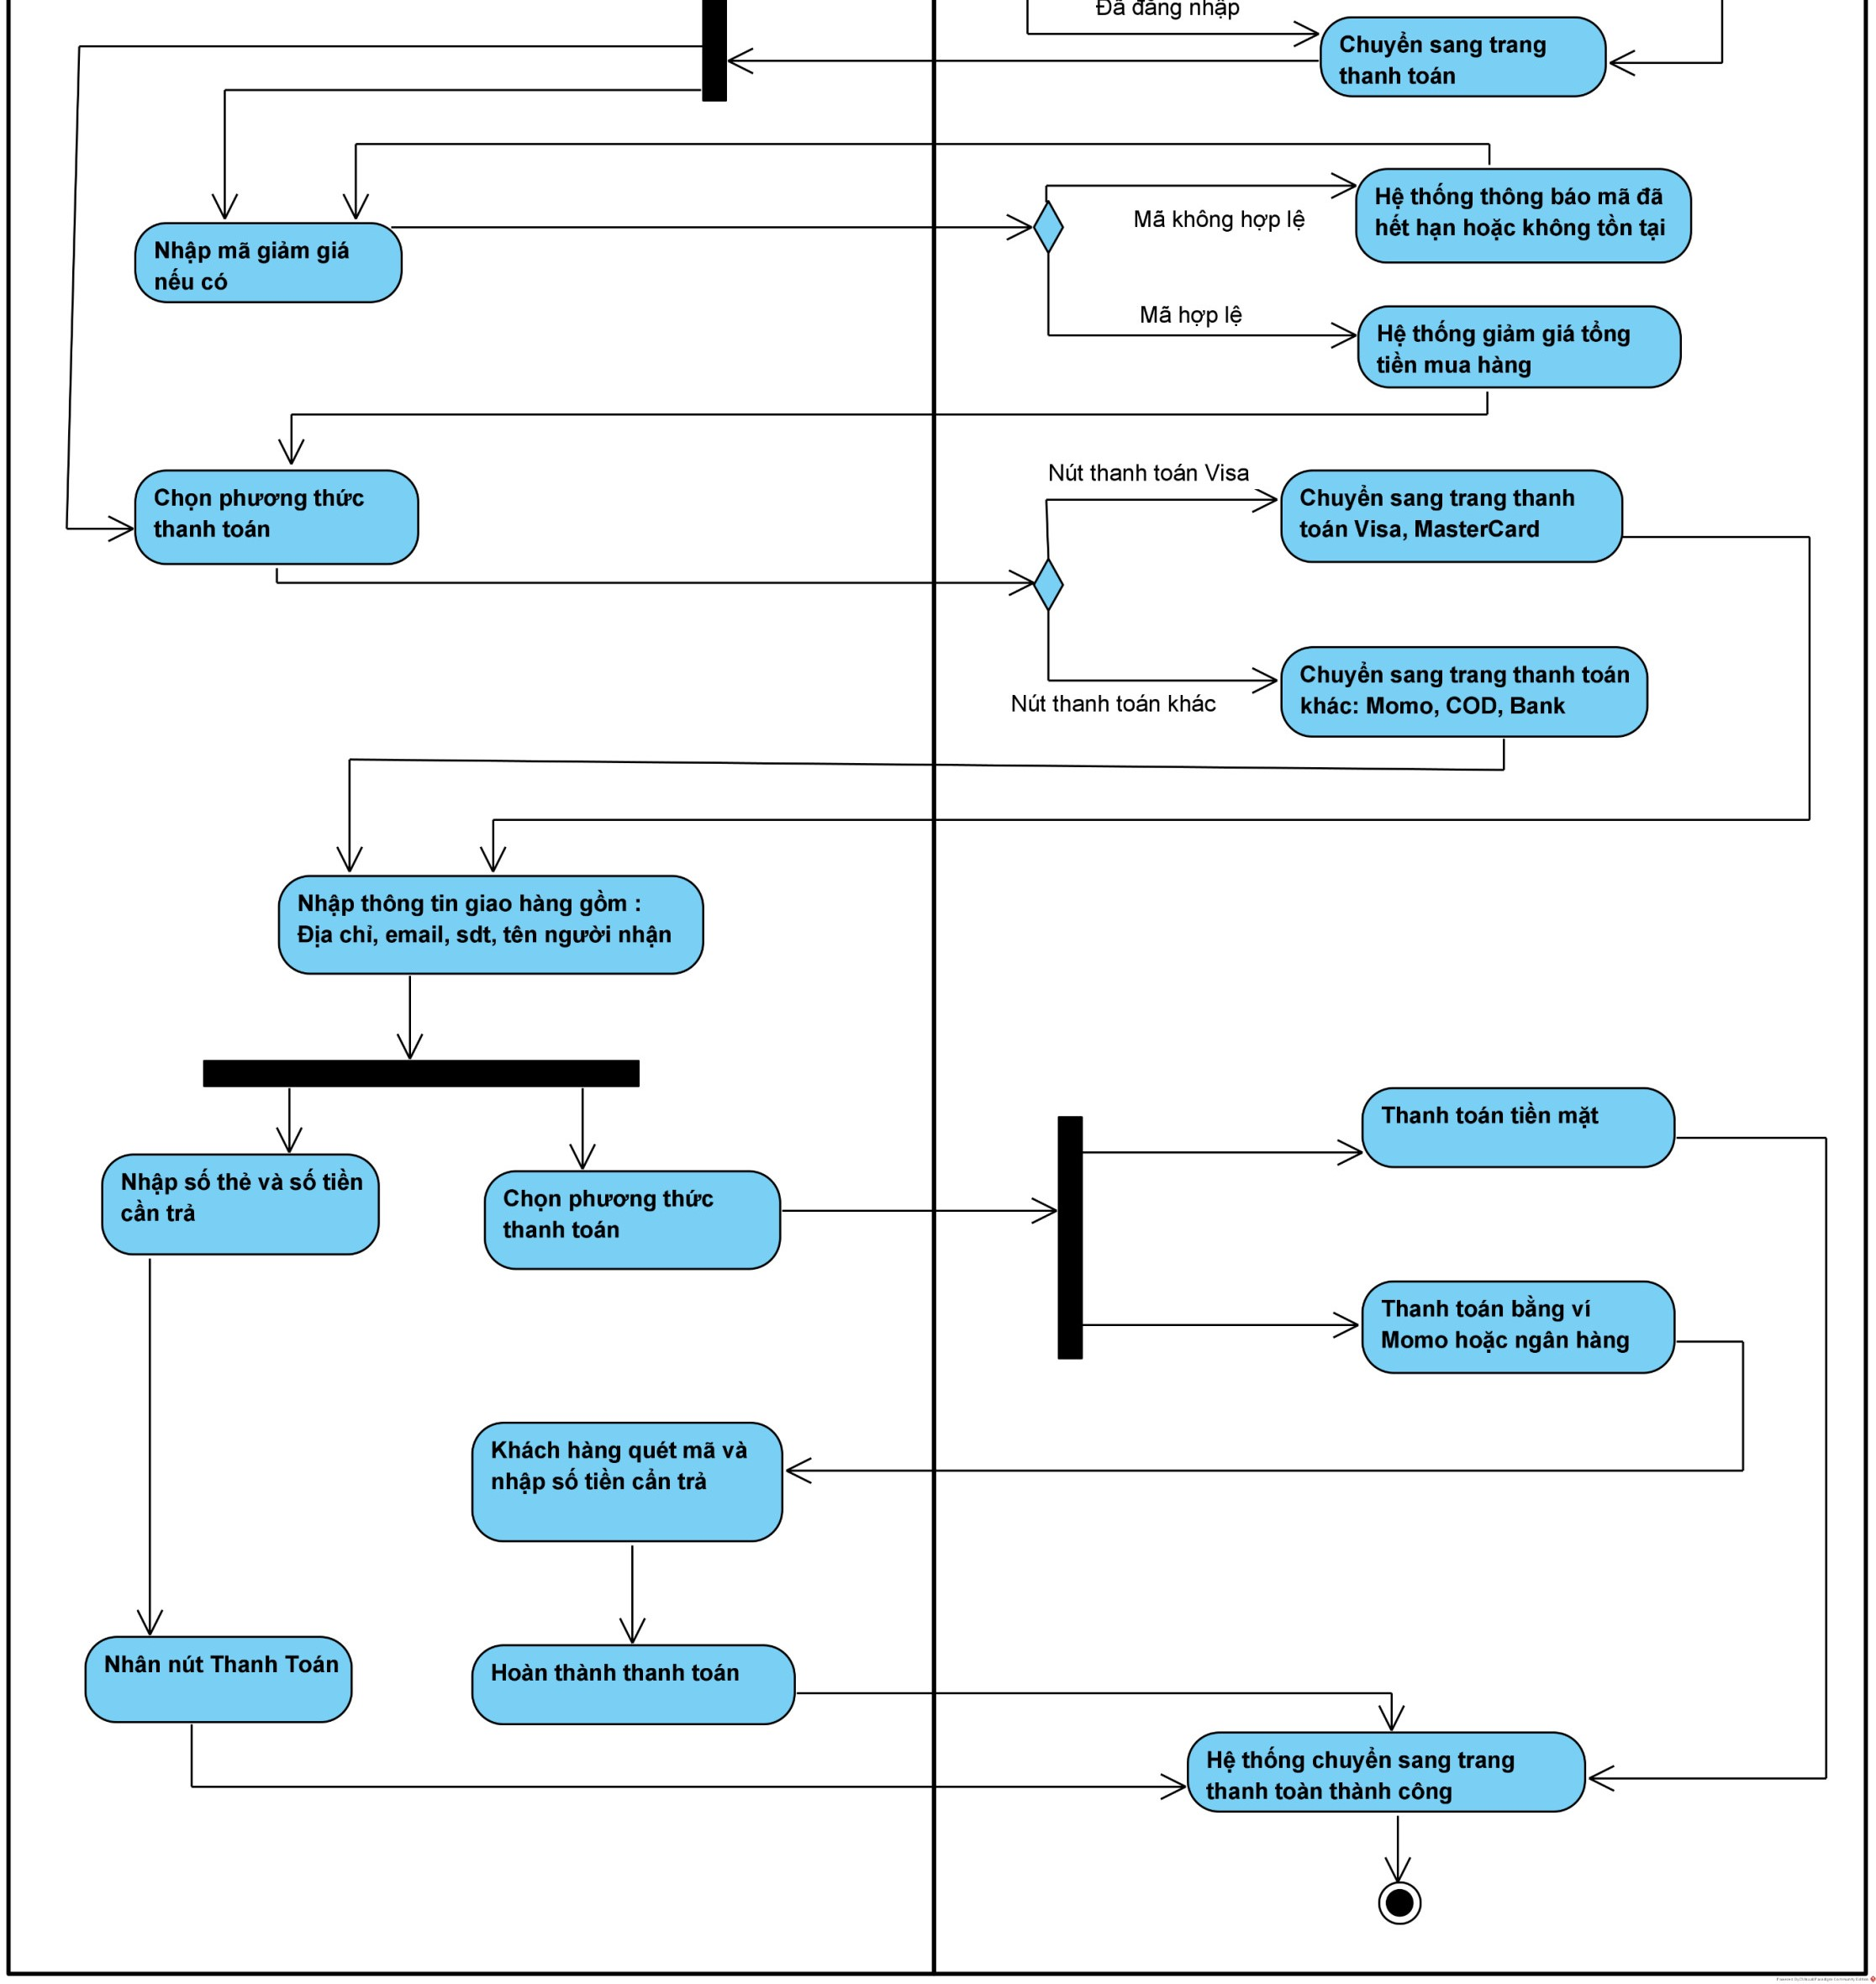 Đã đăng nhập
Chuyển sang trang
thanh toán
Mã không hợp lệ
Hệ thống thông báo mã đã
hết hạn hoặc không tồn tại
Nhập mã giảm giá
nếu có
Mã hợp lệ
Hệ thống giảm giá tổng
tiền mua hàng
Chọn phương thức
thanh toán
Nút thanh toán Visa
Chuyển sang trang thanh
toán Visa, MasterCard
Nút thanh toán khác
Chuyển sang trang thanh toán
khác: Momo, COD, Bank
Nhập thông tin giao hàng gồm :
Địa chỉ, email, sdt, tên người nhận
Nhập số thẻ và số tiền
cần trả
Chọn phương thức
thanh toán
Thanh toán tiền mặt
Thanh toán bằng ví
Momo hoặc ngân hàng
Khách hàng quét mã và
nhập số tiền cẩn trả
Nhân nút Thanh Toán
Hoàn thành thanh toán
Hệ thống chuyển sang trang
thanh toàn thành công